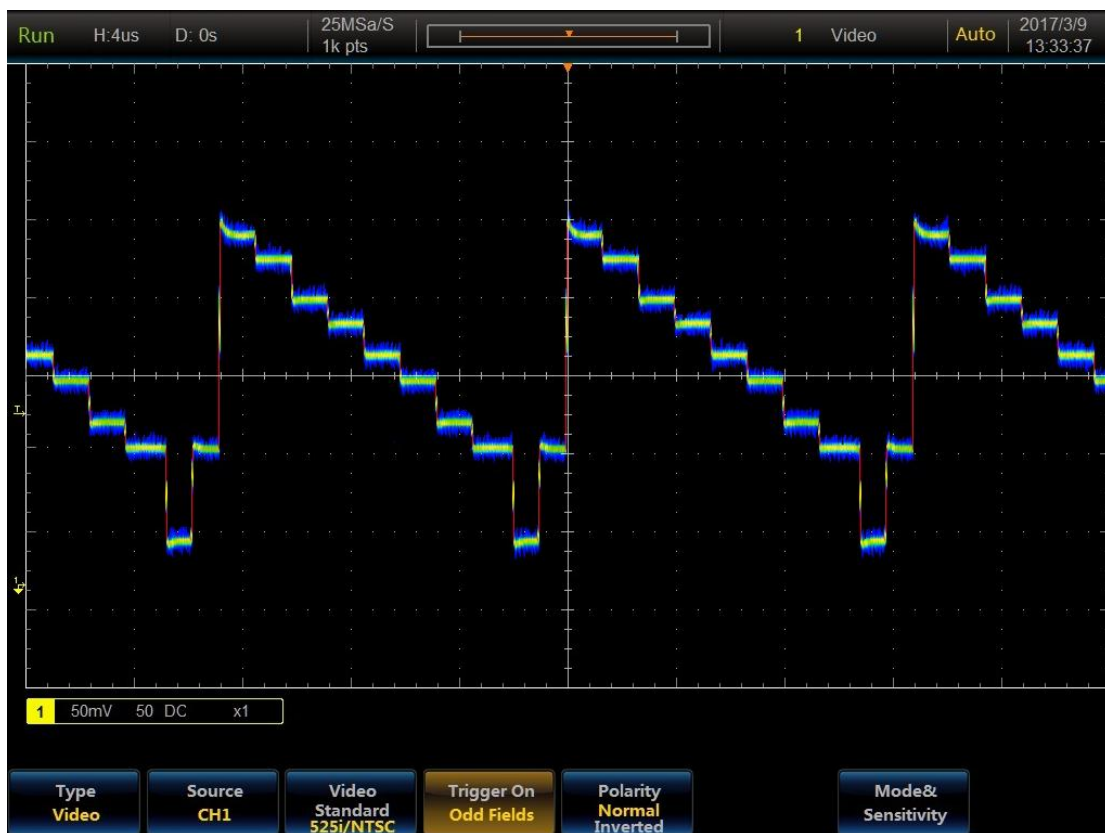 Run H:4us D: 0s 25MSa/S 1 Video Auto 2017/3/9
1k pts 13:33:37
T
1
1 50mV 50 DC x1
Type Source Video Trigger On Polarity Mode&
Video CH1 Standard Odd Fields Normal Sensitivity
525i/NTSC Inverted